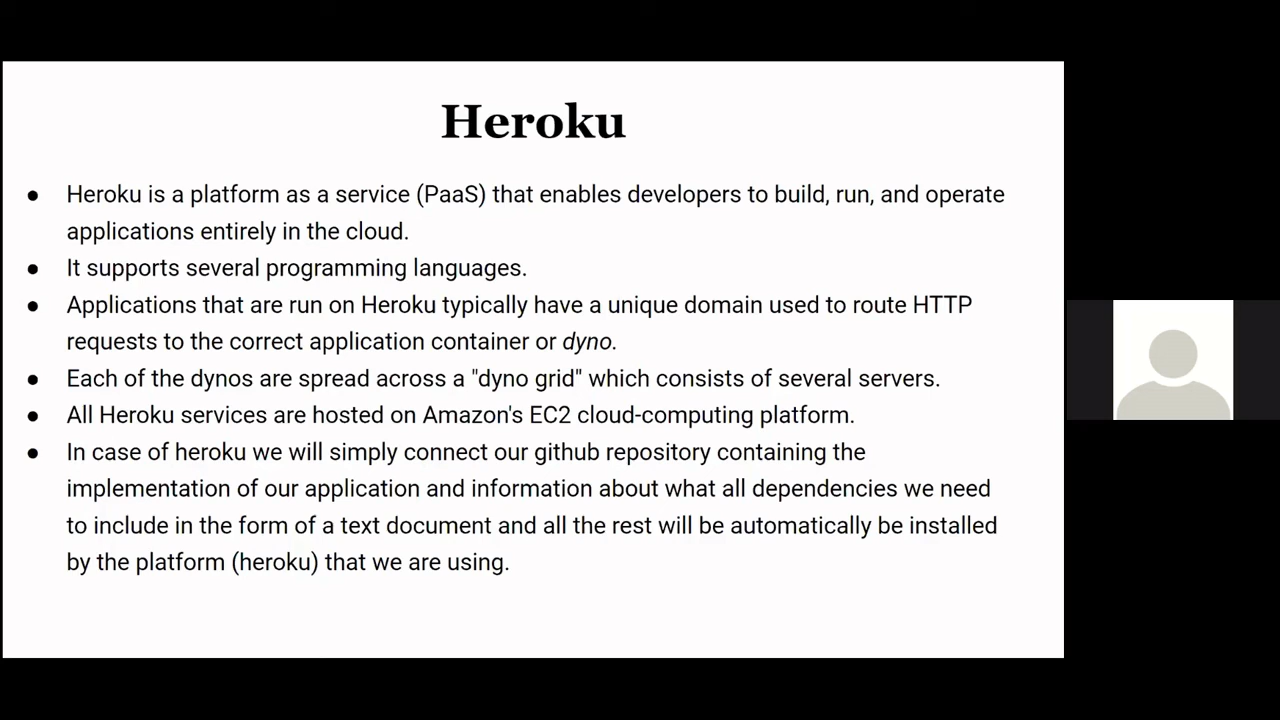 Heroku
● Heroku is a platform as a service (PaaS) that enables developers to build, run, and operate
applications entirely in the cloud.
● It supports several programming languages.
● Applications that are run on Heroku typically have a unique domain used to route HTTP
requests to the correct application container or dyno.
● Each of the dynos are spread across a "dyno grid" which consists of several servers.
● All Heroku services are hosted on Amazon's EC2 cloud-computing platform.
● In case of heroku we will simply connect our github repository containing the
implementation of our application and information about what all dependencies we need
to include in the form of a text document and all the rest will be automatically be installed
by the platform (heroku) that we are using.